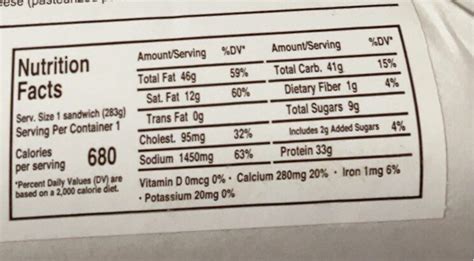 ese (pasteurized p
Nutrition
Facts
Serv. Size 1 sandwich (283g)
Serving Per Container 1
Calories
per serving 680
*Percent Daily Values (DV) are
based on a 2,000 calorie diet.
Amount/Serving %DV*
Total Fat 46g 59%
Sat. Fat 12g 60%
Trans Fat 0g
Cholest. 95mg 32%
Sodium 1450mg 63%
Amount/Serving %DV*
Total Carb. 41g 15%
Dietary Fiber 1g 4%
Total Sugars 9g
Includes 2g Added Sugars 4%
Protein 33g
Vitamin D 0mcg 0% · Calcium 280mg 20% · Iron 1mg 6%
· Potassium 20mg 0%